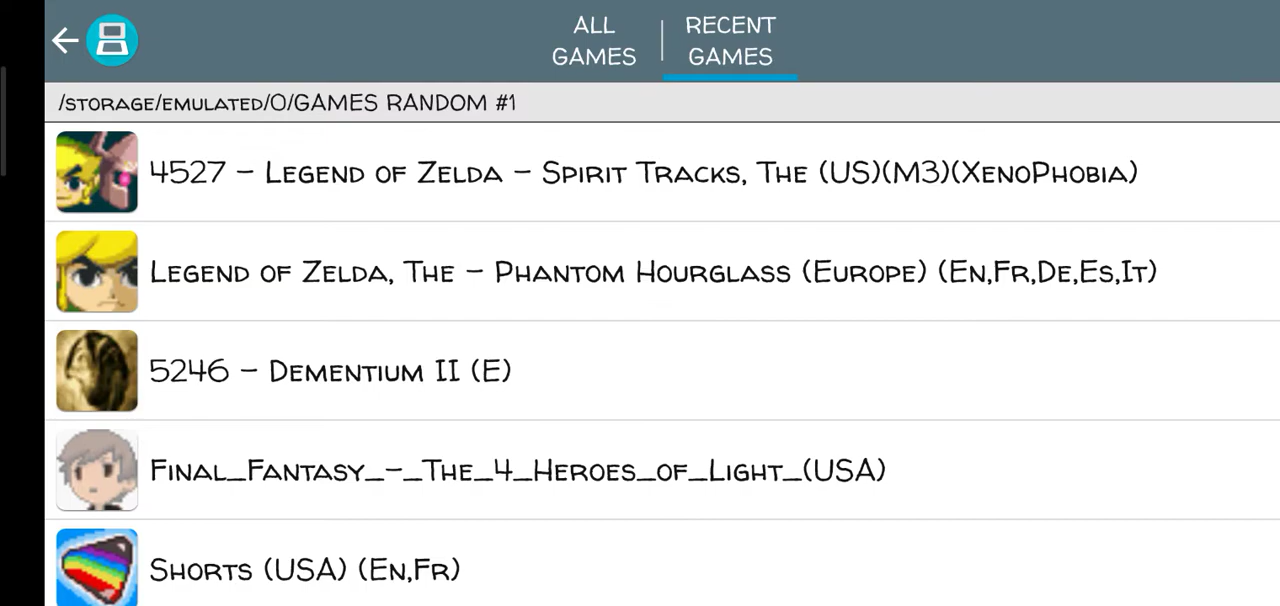 ALL GAMES
RECENT GAMES
/STORAGE/EMULATED/0/GAMES RANDOM #1
4527 - Legend of Zelda - Spirit Tracks, The (US)(M3)(XenoPhobia)
Legend of Zelda, The - Phantom Hourglass (Europe) (En,Fr,De,Es,It)
5246 - Dementium II (E)
Final_Fantasy_-_The_4_Heroes_of_Light_(USA)
Shorts (USA) (En,Fr)